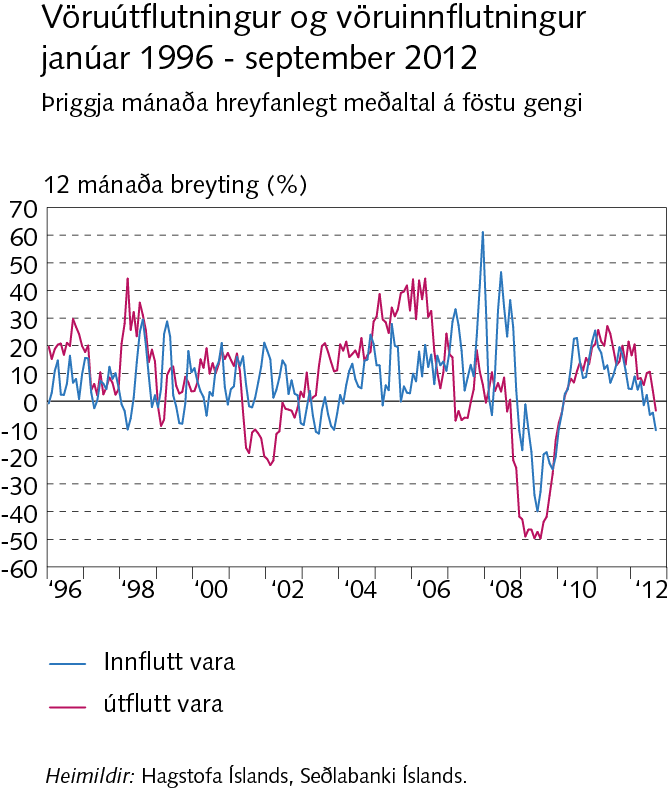 Vöruútflutningur og vöruinnflutningur
janúar 1996 - september 2012
Þriggja mánaða hreyfanlegt meðaltal á föstu gengi
12 mánaða breyting (%)
70
60
50
40
30
20
10
0
-10
-20
-30
-40
-50
-60
‘96 ‘98 ‘00 ‘02 ‘04 ‘06 ‘08 ‘10 ‘12
Innflutt vara
útflutt vara
Heimildir: Hagstofa Íslands, Seðlabanki Íslands.